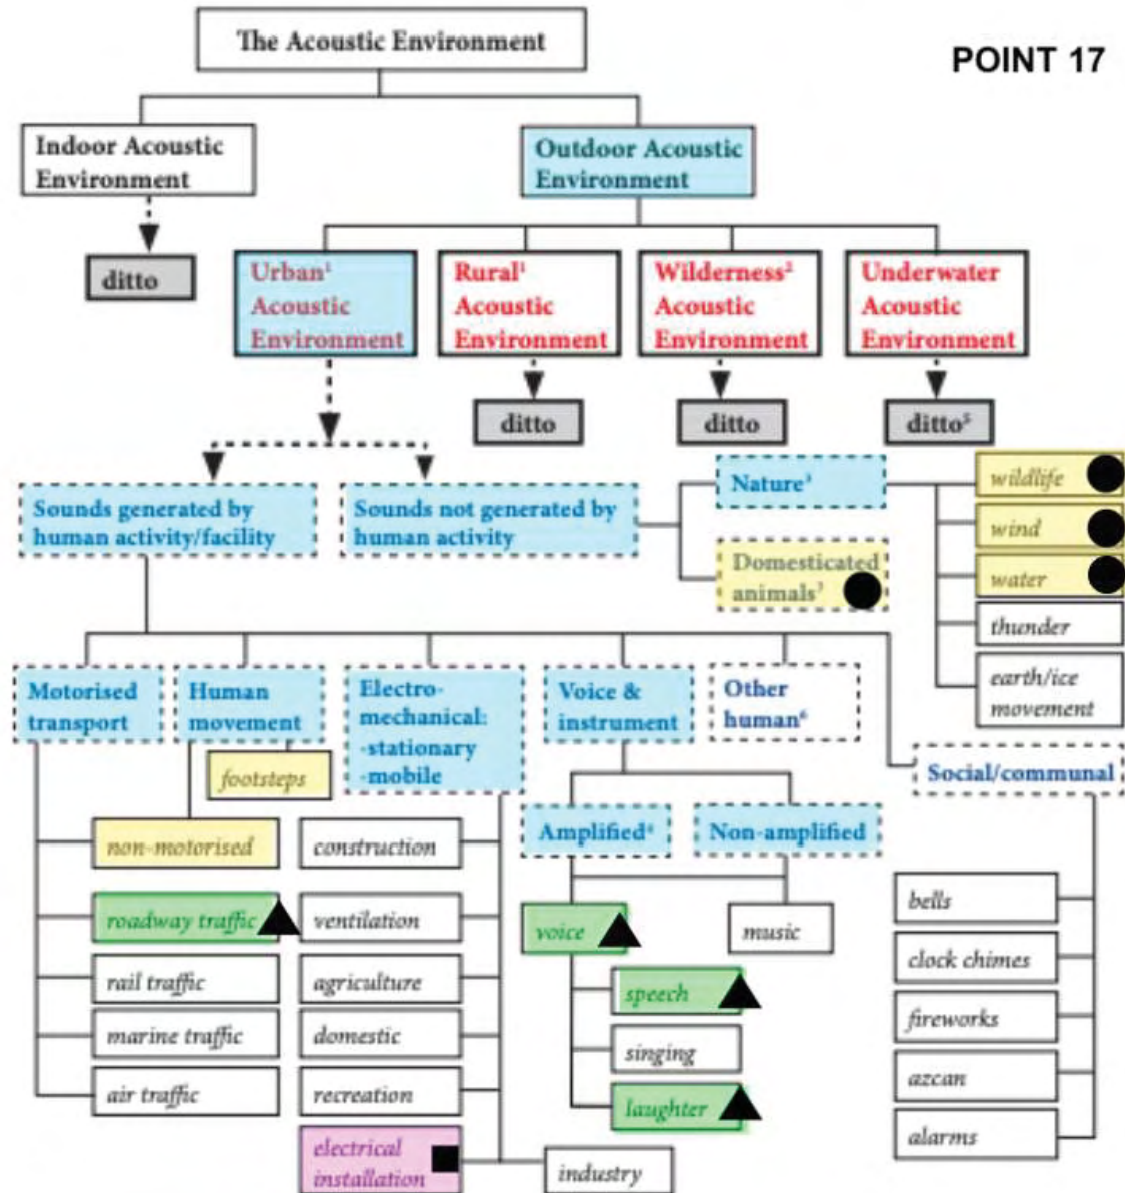 The Acoustic Environment
POINT 17
Indoor Acoustic
Environment
Outdoor Acoustic
Environment
ditto
Urban¹
Acoustic
Environment
Rural¹
Acoustic
Environment
Wilderness²
Acoustic
Environment
Underwater
Acoustic
Environment
ditto
ditto
ditto⁵
Sounds generated by
human activity/facility
Sounds not generated by
human activity
Nature³
Domesticated
animals³
wildlife
wind
water
thunder
earth/ice
movement
Motorised
transport
Human
movement
footsteps
Electro-
mechanical:
-stationary
-mobile
Voice &
instrument
Other
human⁶
Social/communal
non-motorised
roadway traffic
rail traffic
marine traffic
air traffic
construction
ventilation
agriculture
domestic
recreation
electrical
installation
industry
Amplified⁴
Non-amplified
voice
music
speech
singing
laughter
bells
clock chimes
fireworks
azcan
alarms